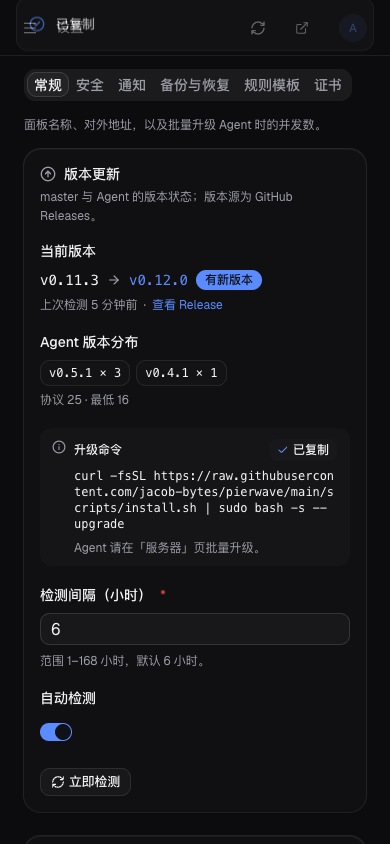 已复制
设置
A
常规 安全 通知 备份与恢复 规则模板 证书
面板名称、对外地址，以及批量升级 Agent 时的并发数。
版本更新
master 与 Agent 的版本状态；版本源为 GitHub
Releases。
当前版本
v0.11.3 → v0.12.0 有新版本
上次检测 5 分钟前 · 查看 Release
Agent 版本分布
v0.5.1 × 3 v0.4.1 × 1
协议 25 · 最低 16
升级命令 已复制
curl -fsSL https://raw.githubusercon
tent.com/jacob-bytes/pierwave/main/s
cripts/install.sh | sudo bash -s --
upgrade
Agent 请在「服务器」页批量升级。
检测间隔（小时） *
6
范围 1–168 小时，默认 6 小时。
自动检测
立即检测